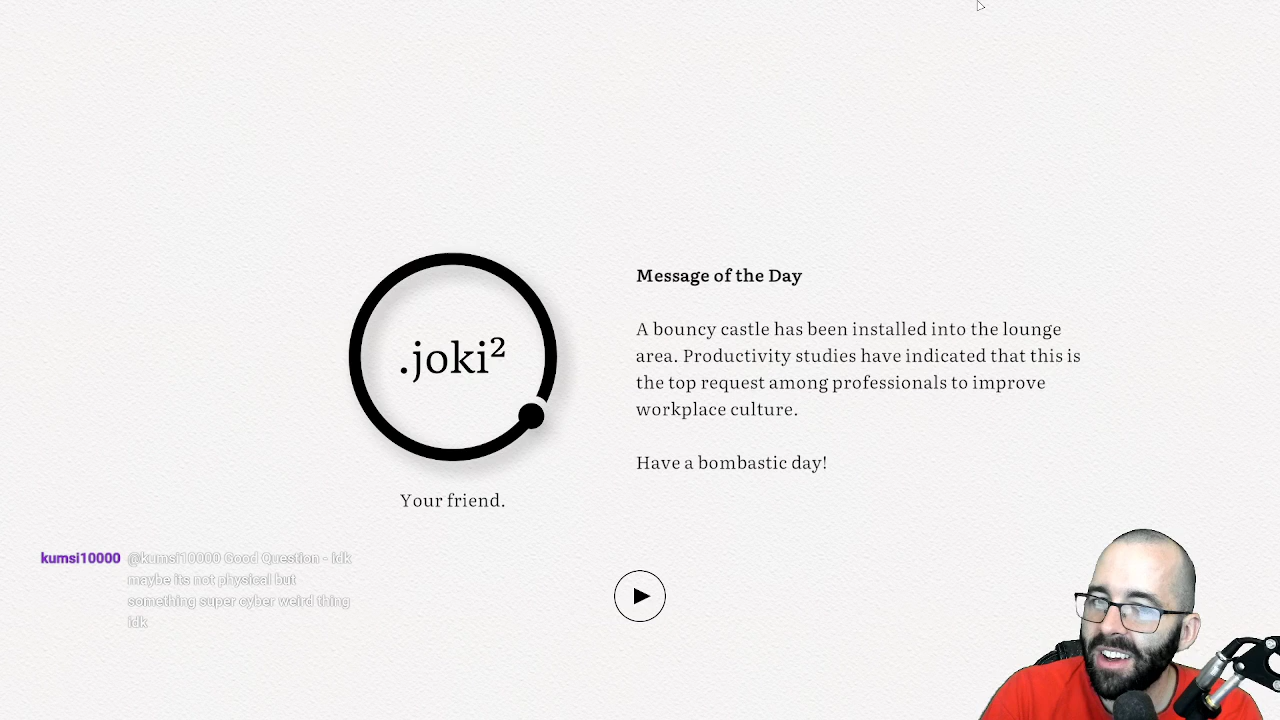 .joki²
Your friend.
Message of the Day
A bouncy castle has been installed into the lounge
area. Productivity studies have indicated that this is
the top request among professionals to improve
workplace culture.
Have a bombastic day!
kumsi10000 @kumsi10000 Good Question - idk
maybe its not physical but
something super cyber weird thing
idk